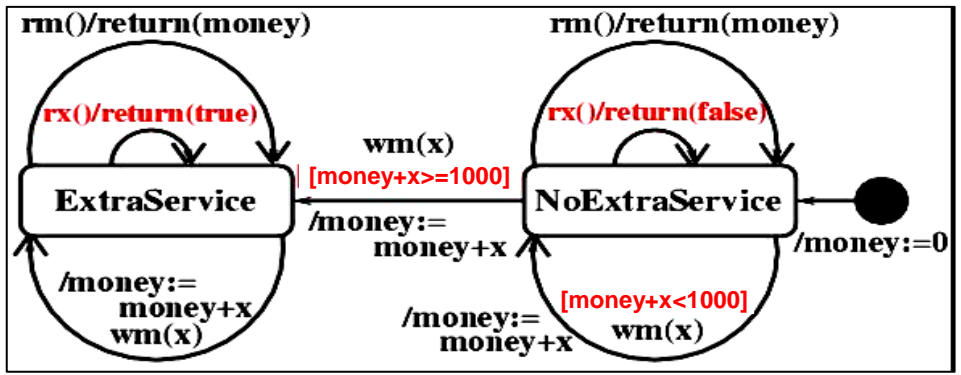 rm()/return(money)
rm()/return(money)
rx()/return(true)
rx()/return(false)
wm(x)
[money+x>=1000]
ExtraService
NoExtraService
/money:=
money+x
/money:=0
/money:=
money+x
wm(x)
[money+x<1000]
wm(x)
/money:=
money+x